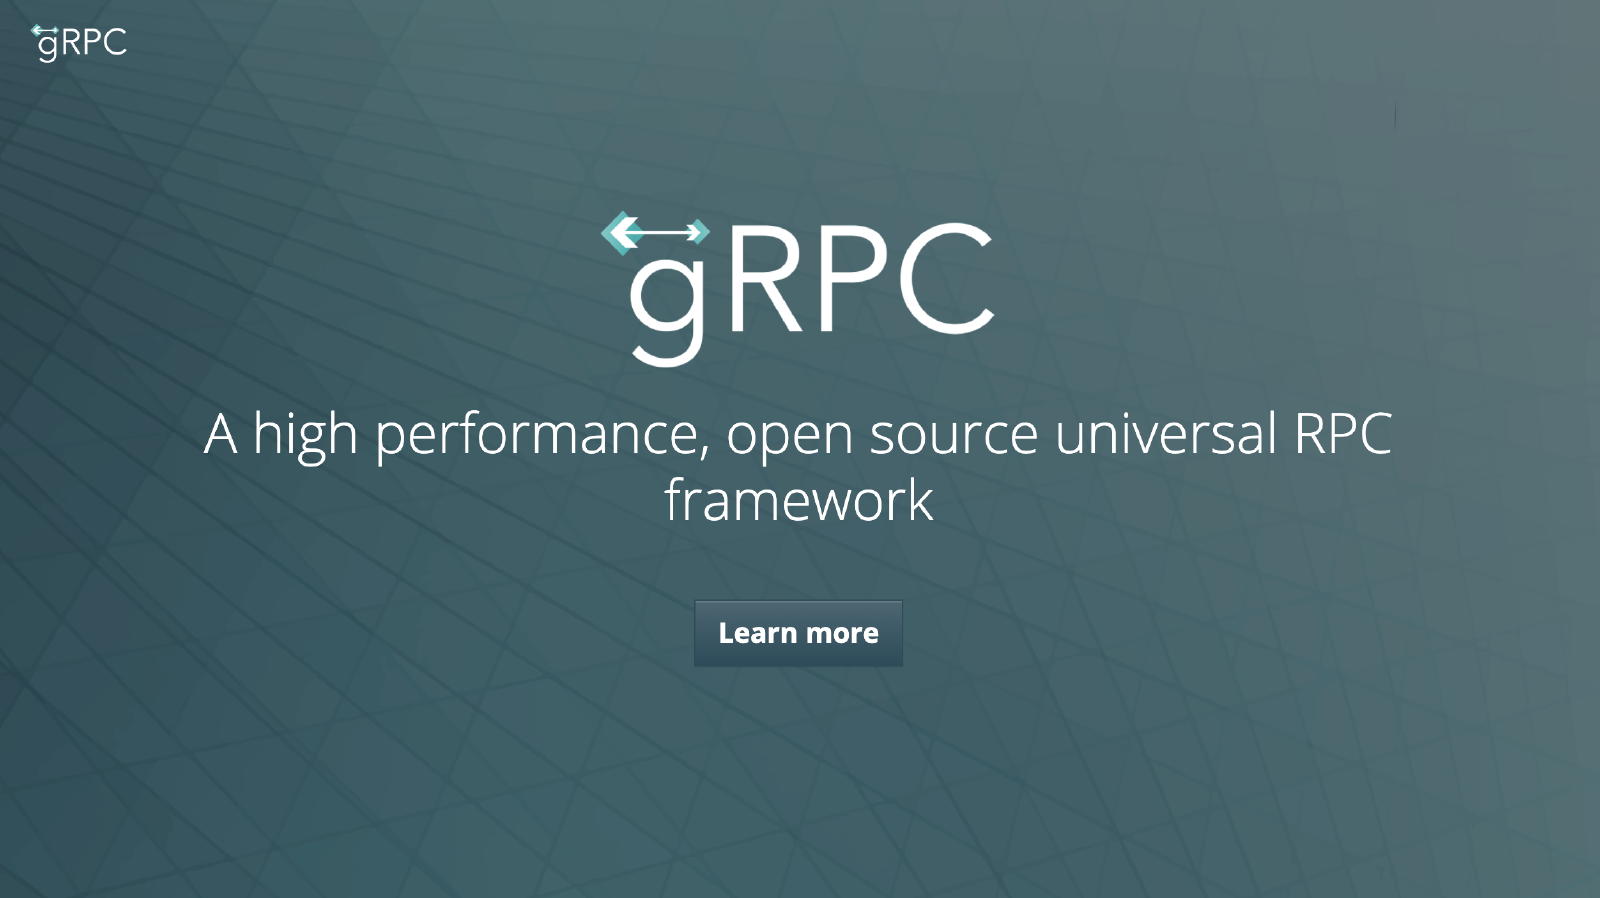 gRPC
gRPC
A high performance, open source universal RPC
framework
Learn more